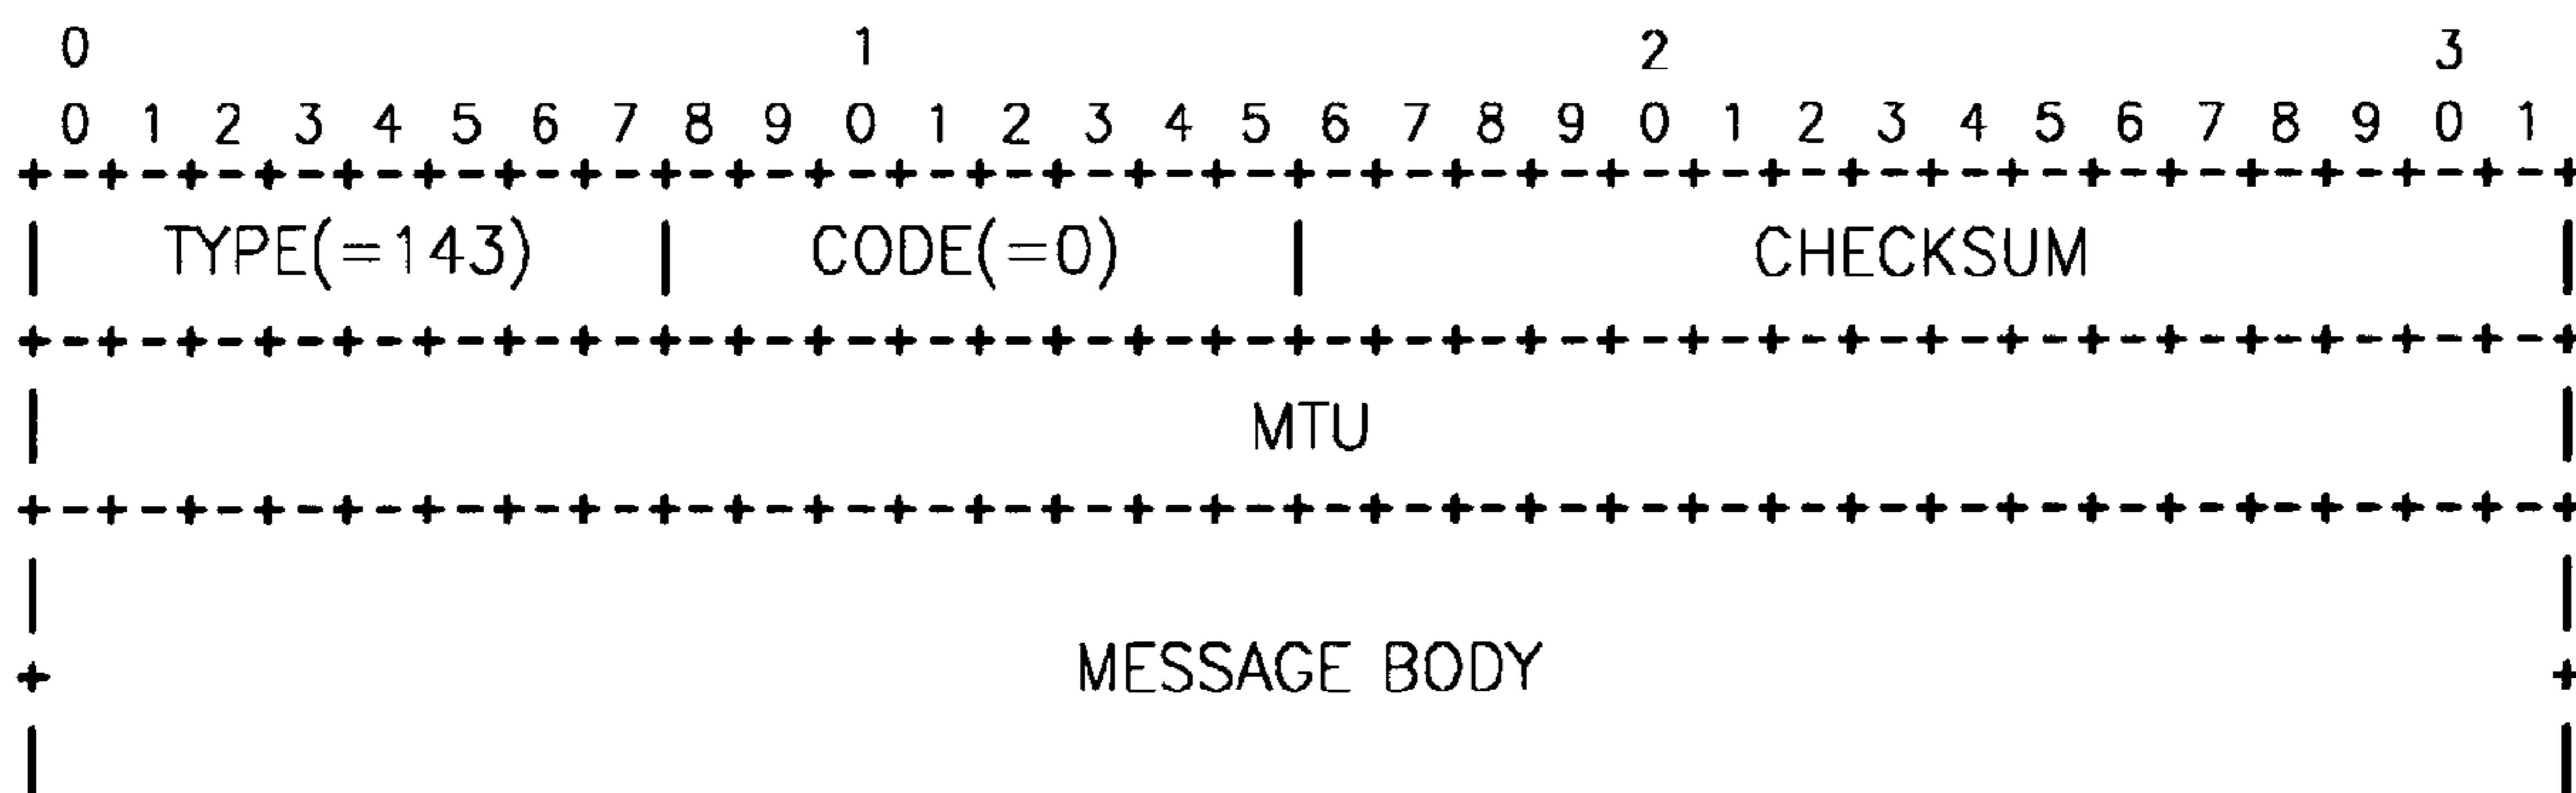 0 1 2 3
0 1 2 3 4 5 6 7 8 9 0 1 2 3 4 5 6 7 8 9 0 1 2 3 4 5 6 7 8 9 0 1
+-+-+-+-+-+-+-+-+-+-+-+-+-+-+-+-+-+-+-+-+-+-+-+-+-+-+-+-+-+-+-+-+
| TYPE(=143) | CODE(=0) | CHECKSUM |
+-+-+-+-+-+-+-+-+-+-+-+-+-+-+-+-+-+-+-+-+-+-+-+-+-+-+-+-+-+-+-+-+
| MTU |
+-+-+-+-+-+-+-+-+-+-+-+-+-+-+-+-+-+-+-+-+-+-+-+-+-+-+-+-+-+-+-+-+
| |
+ MESSAGE BODY +
| |